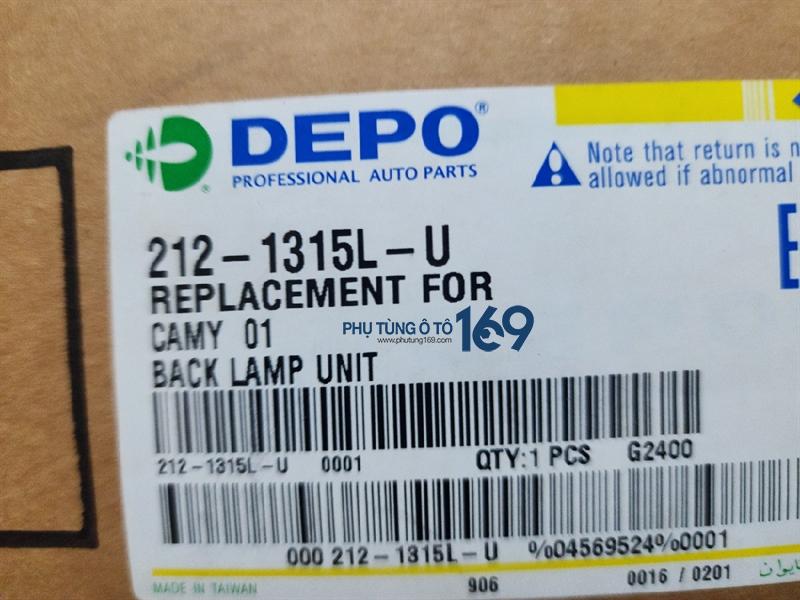 DEPO®
PROFESSIONAL AUTO PARTS
Note that return is
allowed if abnormal
212-1315L-U
REPLACEMENT FOR
CAMY 01
BACK LAMP UNIT
PHỤ TÙNG Ô TÔ 169
www.phutung169.com
212-1315L-U 0001 QTY:1 PCS G2400
000 212-1315L-U %04569524%0001
MADE IN TAIWAN 906 0016 / 0201